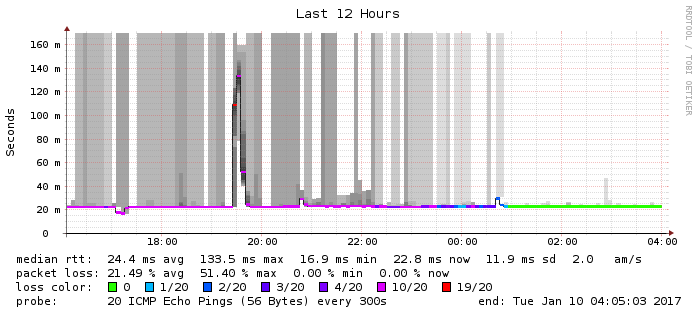 Last 12 Hours
RRDTOOL / TOBI OETIKER
Seconds
160 m
140 m
120 m
100 m
80 m
60 m
40 m
20 m
0
18:00 20:00 22:00 00:00 02:00 04:00
median rtt: 24.4 ms avg 133.5 ms max 16.9 ms min 22.8 ms now 11.9 ms sd 2.0 am/s
packet loss: 21.49 % avg 51.40 % max 0.00 % min 0.00 % now
loss color: 0 1/20 2/20 3/20 4/20 10/20 19/20
probe: 20 ICMP Echo Pings (56 Bytes) every 300s end: Tue Jan 10 04:05:03 2017